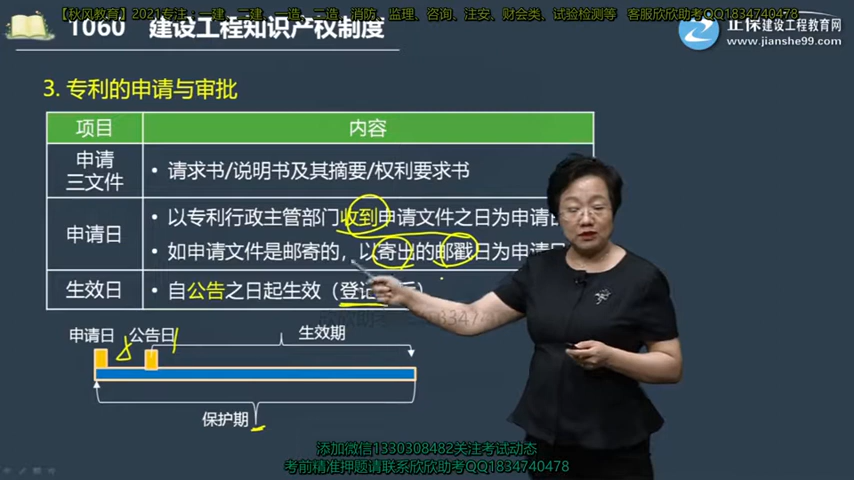 【秋风教育】2021专注：一建、二建、一造、二造、消防、监理、咨询、注安、财会类、试验检测等 客服欣欣助考QQ1834740478
1060 建设工程知识产权制度
正保建设工程教育网
www.jianshe99.com
3. 专利的申请与审批
项目 内容
申请三文件 • 请求书/说明书及其摘要/权利要求书
申请日 • 以专利行政主管部门收到申请文件之日为申请
• 如申请文件是邮寄的，以寄出的邮戳日为申请日
生效日 • 自公告之日起生效（登记 后）
申请日 公告日 生效期
保护期
添加微信1330308482关注考试动态
考前精准押题请联系欣欣助考QQ1834740478